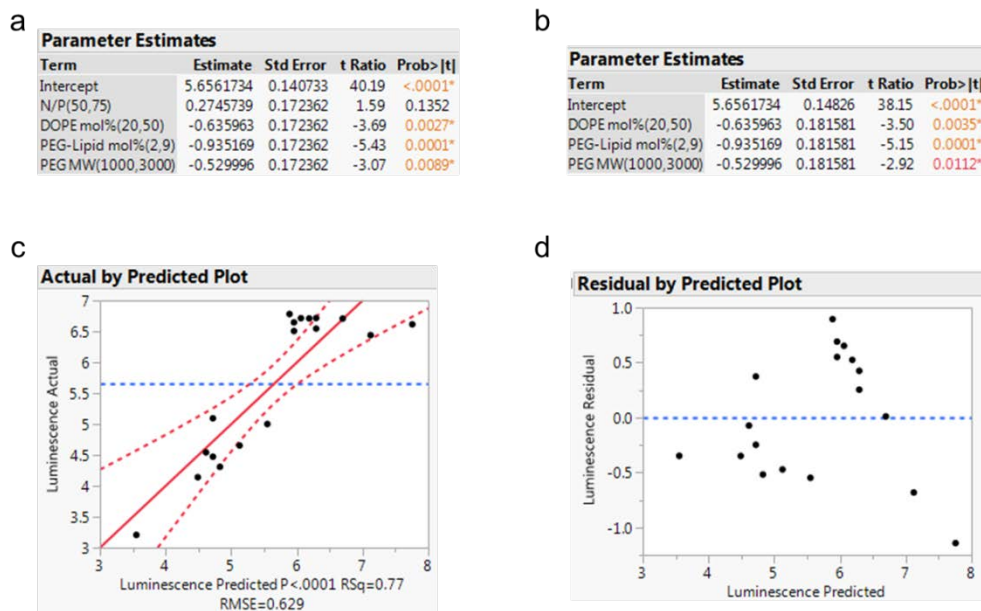 a
Parameter Estimates
Term Estimate Std Error t Ratio Prob>|t|
Intercept 5.6561734 0.140733 40.19 <.0001*
N/P(50,75) 0.2745739 0.172362 1.59 0.1352
DOPE mol%(20,50) -0.635963 0.172362 -3.69 0.0027*
PEG-Lipid mol%(2,9) -0.935169 0.172362 -5.43 0.0001*
PEG MW(1000,3000) -0.529996 0.172362 -3.07 0.0089*
b
Parameter Estimates
Term Estimate Std Error t Ratio Prob>|t|
Intercept 5.6561734 0.14826 38.15 <.0001*
DOPE mol%(20,50) -0.635963 0.181581 -3.50 0.0035*
PEG-Lipid mol%(2,9) -0.935169 0.181581 -5.15 0.0001*
PEG MW(1000,3000) -0.529996 0.181581 -2.92 0.0112*
c
Actual by Predicted Plot
Luminescence Actual
7
6.5
6
5.5
5
4.5
4
3.5
3
3 4 5 6 7 8
Luminescence Predicted P<.0001 RSq=0.77
RMSE=0.629
d
Residual by Predicted Plot
Luminescence Residual
1.0
0.5
0.0
-0.5
-1.0
3 4 5 6 7 8
Luminescence Predicted